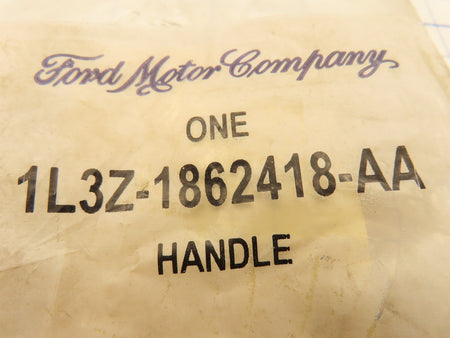 Ford Motor Company
ONE
1L3Z-1862418-AA
HANDLE